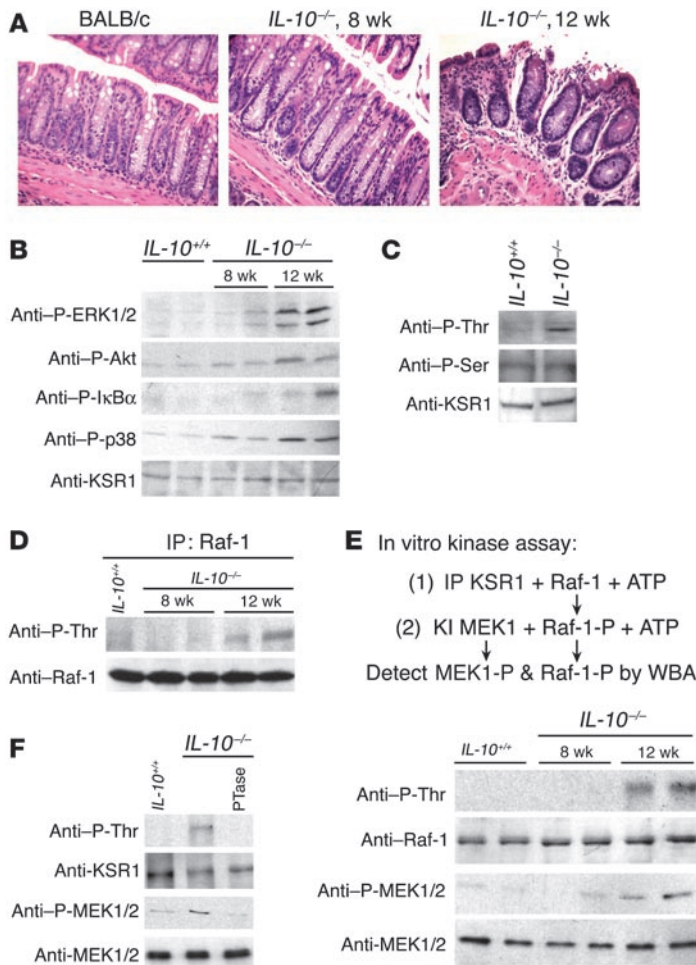 A
BALB/c
IL-10–/–, 8 wk
IL-10–/–, 12 wk
B
IL-10+/+
IL-10–/–
8 wk
12 wk
Anti–P-ERK1/2
Anti–P-Akt
Anti–P-IκBα
Anti–P-p38
Anti-KSR1
C
IL-10+/+
IL-10–/–
Anti–P-Thr
Anti–P-Ser
Anti-KSR1
D
IP: Raf-1
IL-10+/+
IL-10–/–
8 wk
12 wk
Anti–P-Thr
Anti–Raf-1
E
In vitro kinase assay:
(1) IP KSR1 + Raf-1 + ATP
(2) KI MEK1 + Raf-1-P + ATP
Detect MEK1-P & Raf-1-P by WBA
IL-10+/+
IL-10–/–
8 wk
12 wk
Anti–P-Thr
Anti–Raf-1
Anti–P-MEK1/2
Anti-MEK1/2
F
IL-10+/+
IL-10–/–
PTase
Anti–P-Thr
Anti-KSR1
Anti–P-MEK1/2
Anti-MEK1/2